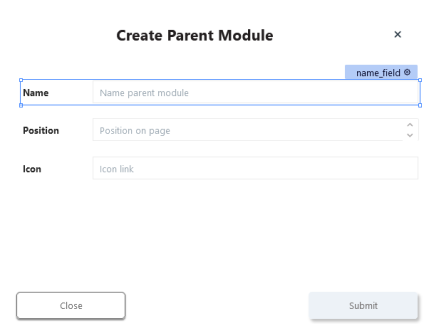 Create Parent Module ×
name_field
Name Name parent module
Position Position on page
Icon Icon link
Close Submit